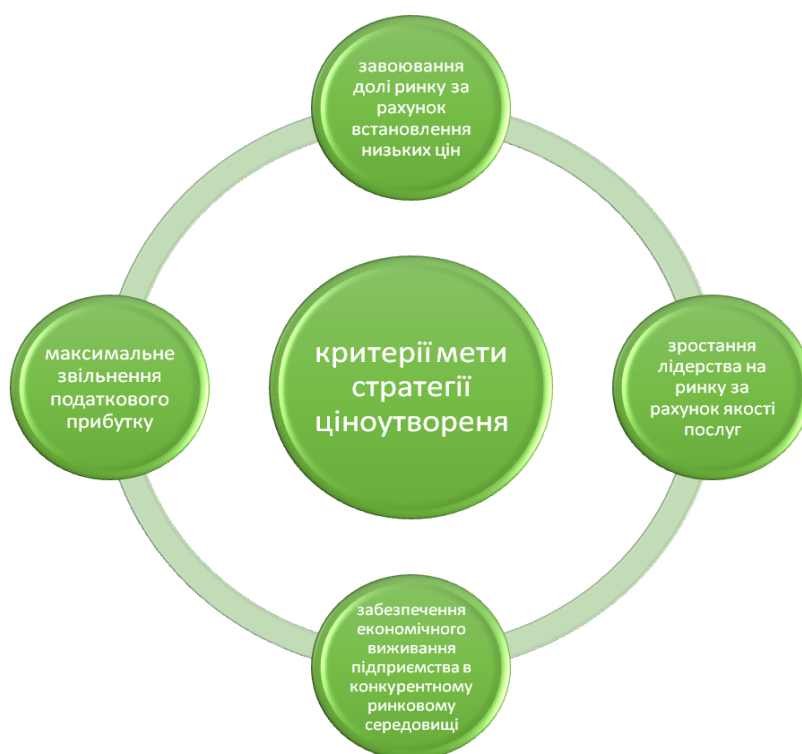 завоювання
долі ринку за
рахунок
встановлення
низьких цін
максимальне
звільнення
податкового
прибутку
критерії мети
стратегії
ціноутвореня
зростання
лідерства на
ринку за
рахунок якості
послуг
забезпечення
економічного
виживання
підприємства в
конкурентному
ринковому
середовищі